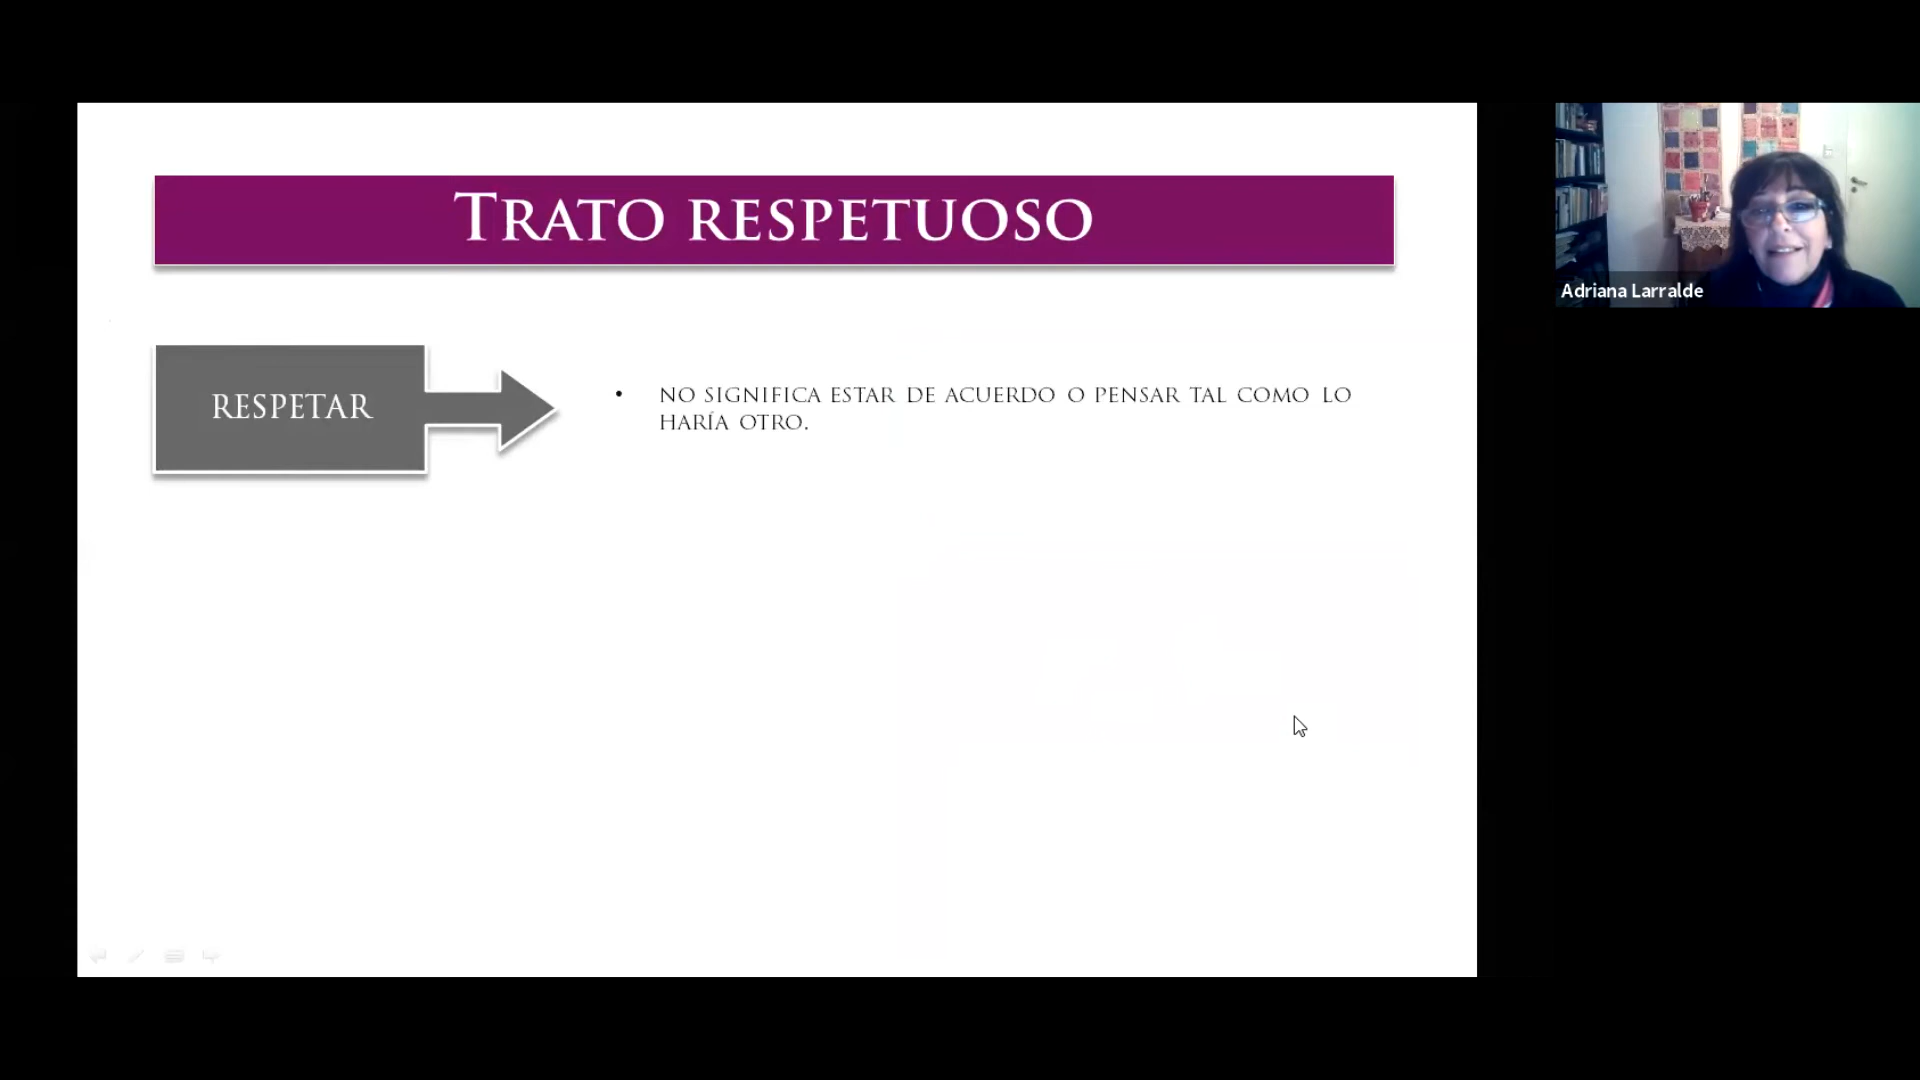 TRATO RESPETUOSO
RESPETAR
• NO SIGNIFICA ESTAR DE ACUERDO O PENSAR TAL COMO LO
HARÍA OTRO.
Adriana Larralde